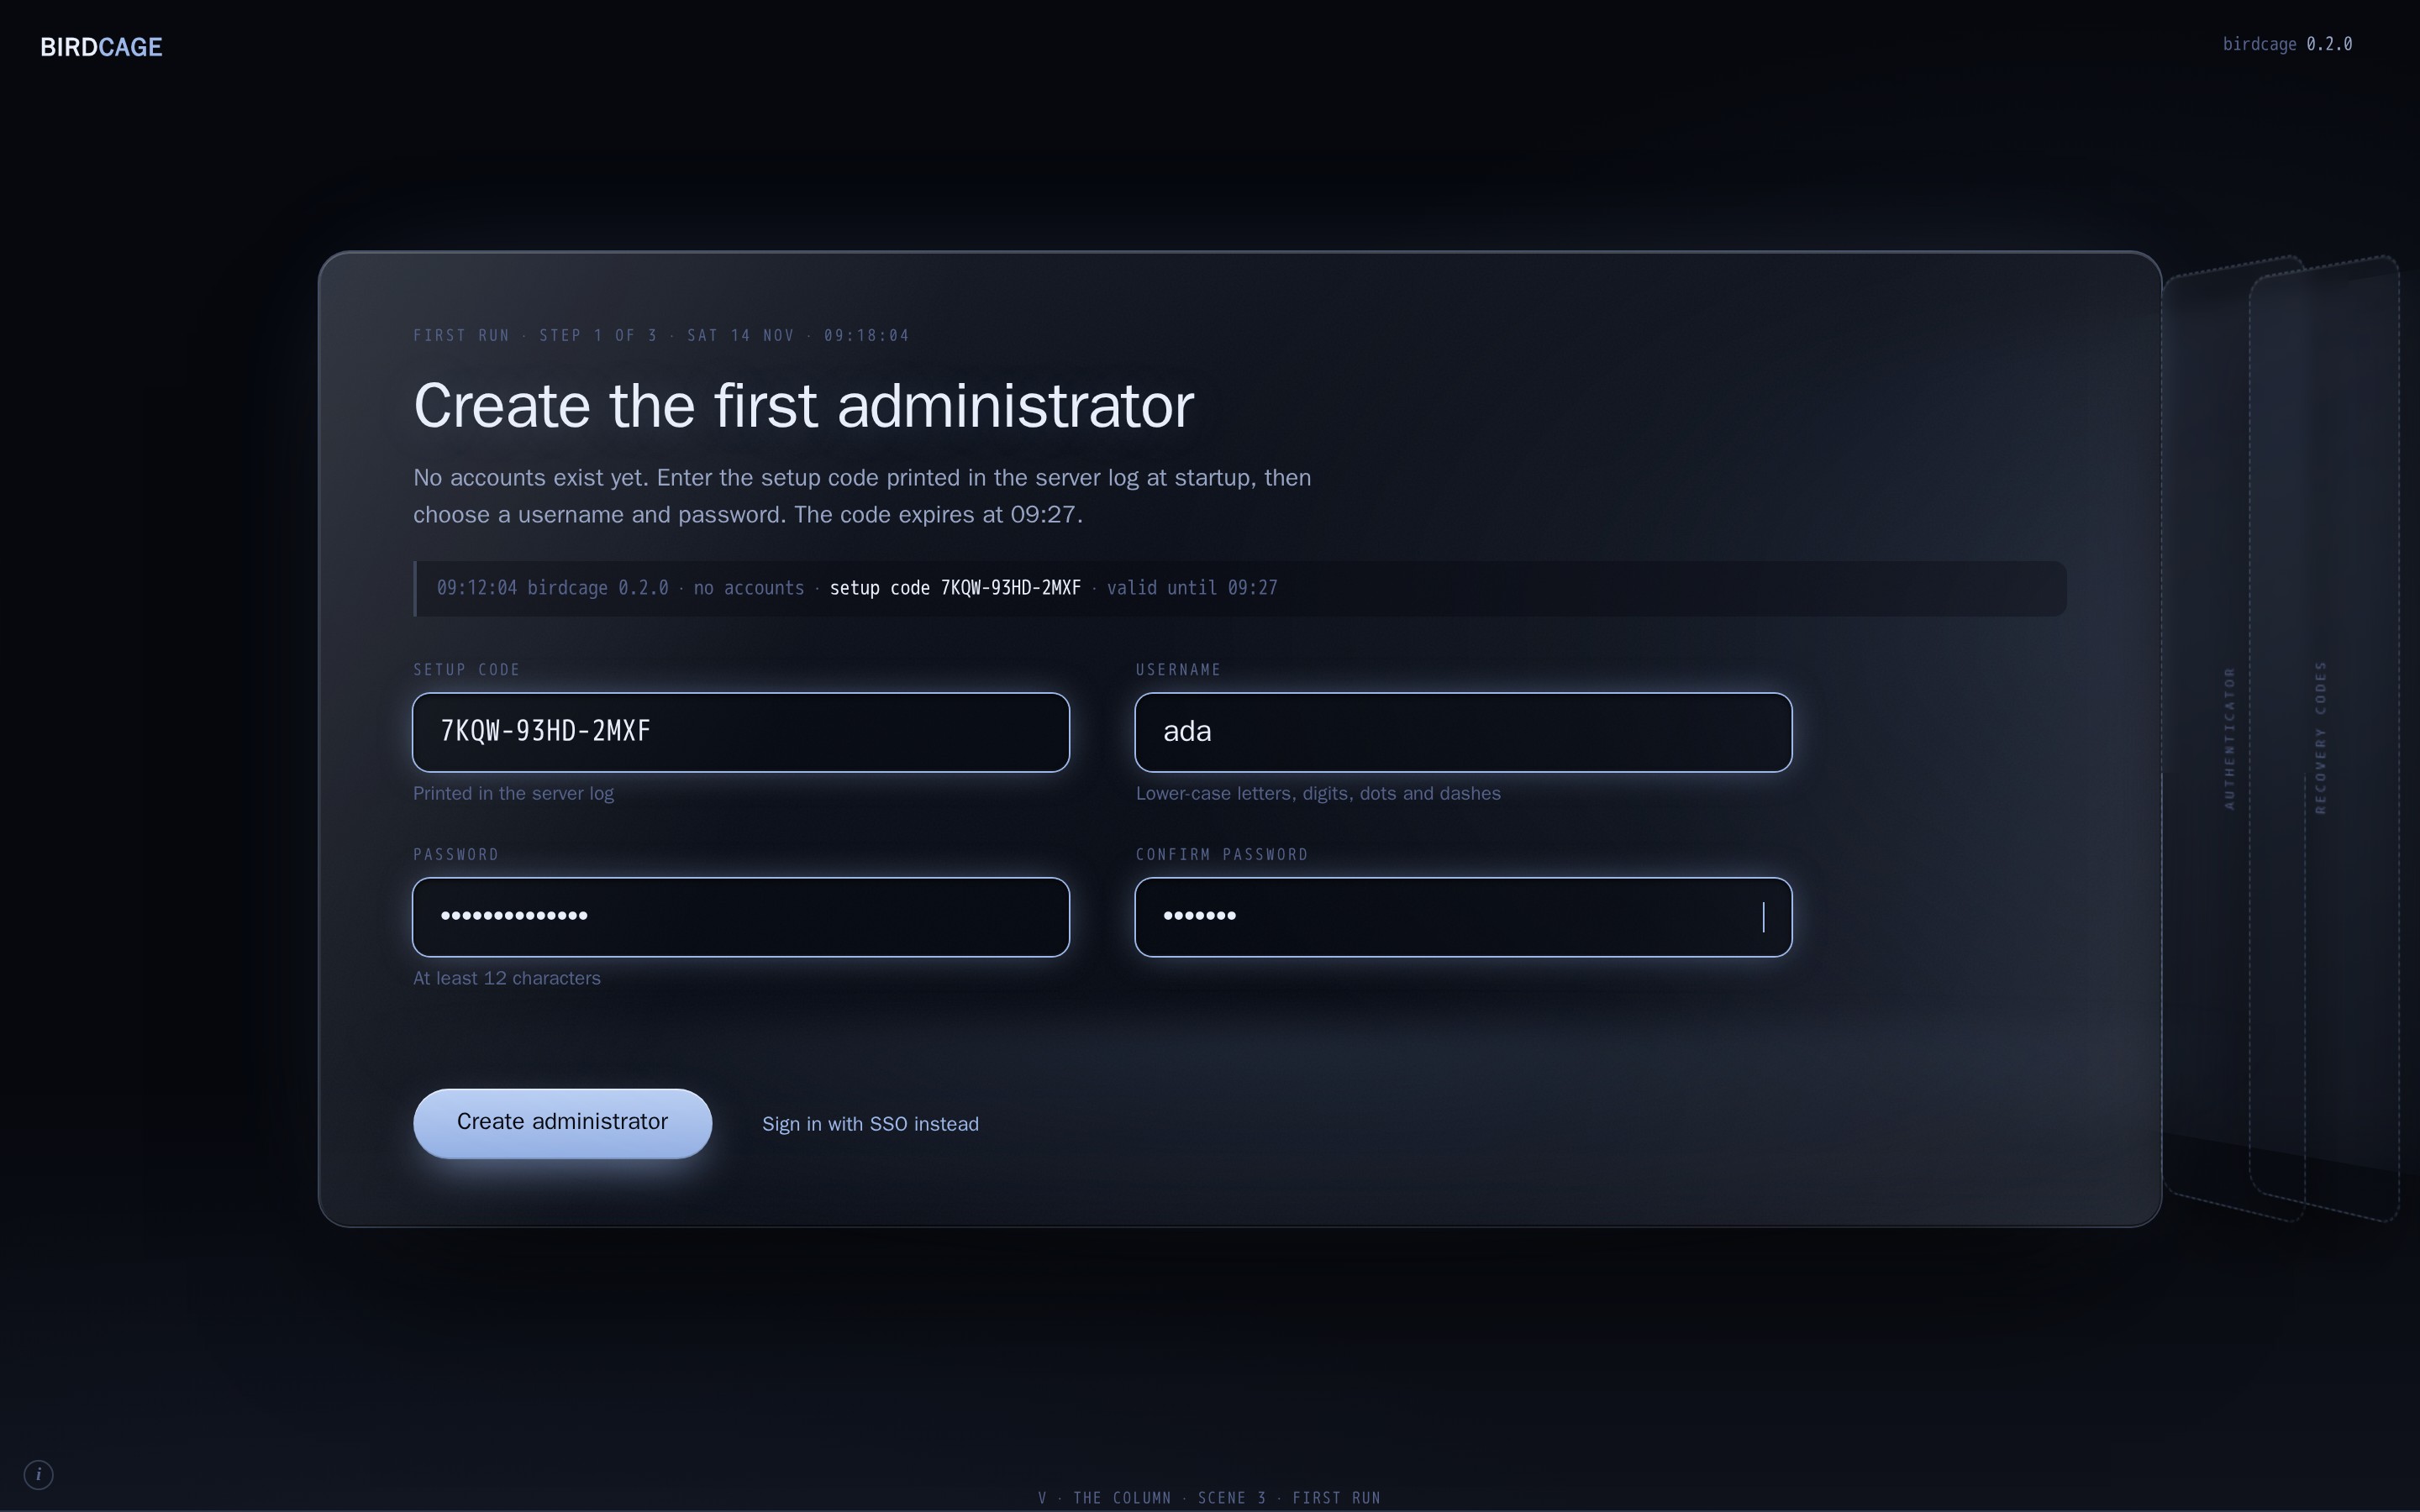 BIRDCAGE
birdcage 0.2.0
FIRST RUN · STEP 1 OF 3 · SAT 14 NOV · 09:18:04
Create the first administrator
No accounts exist yet. Enter the setup code printed in the server log at startup, then
choose a username and password. The code expires at 09:27.
09:12:04 birdcage 0.2.0 · no accounts · setup code 7KQW-93HD-2MXF · valid until 09:27
SETUP CODE
7KQW-93HD-2MXF
Printed in the server log
USERNAME
ada
Lower-case letters, digits, dots and dashes
PASSWORD
••••••••••••••
At least 12 characters
CONFIRM PASSWORD
•••••••
Create administrator
Sign in with SSO instead
AUTHENTICATOR
RECOVERY CODES
i
V · THE COLUMN · SCENE 3 · FIRST RUN